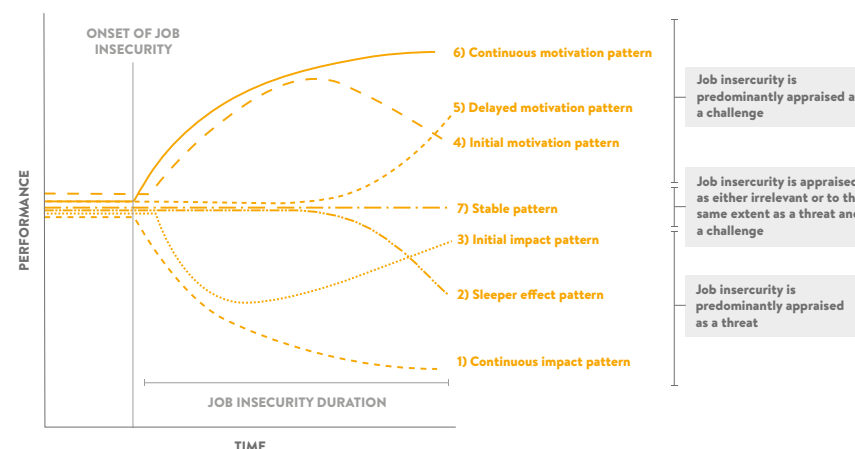 ONSET OF JOB
INSECURITY
6) Continuous motivation pattern
5) Delayed motivation pattern
4) Initial motivation pattern
7) Stable pattern
3) Initial impact pattern
2) Sleeper effect pattern
1) Continuous impact pattern
JOB INSECURITY DURATION
PERFORMANCE
TIME
Job insercurity is
predominantly appraised a
a challenge
Job insercurity is appraised
as either irrelevant or to th
same extent as a threat and
a challenge
Job insercurity is
predominantly appraised
as a threat